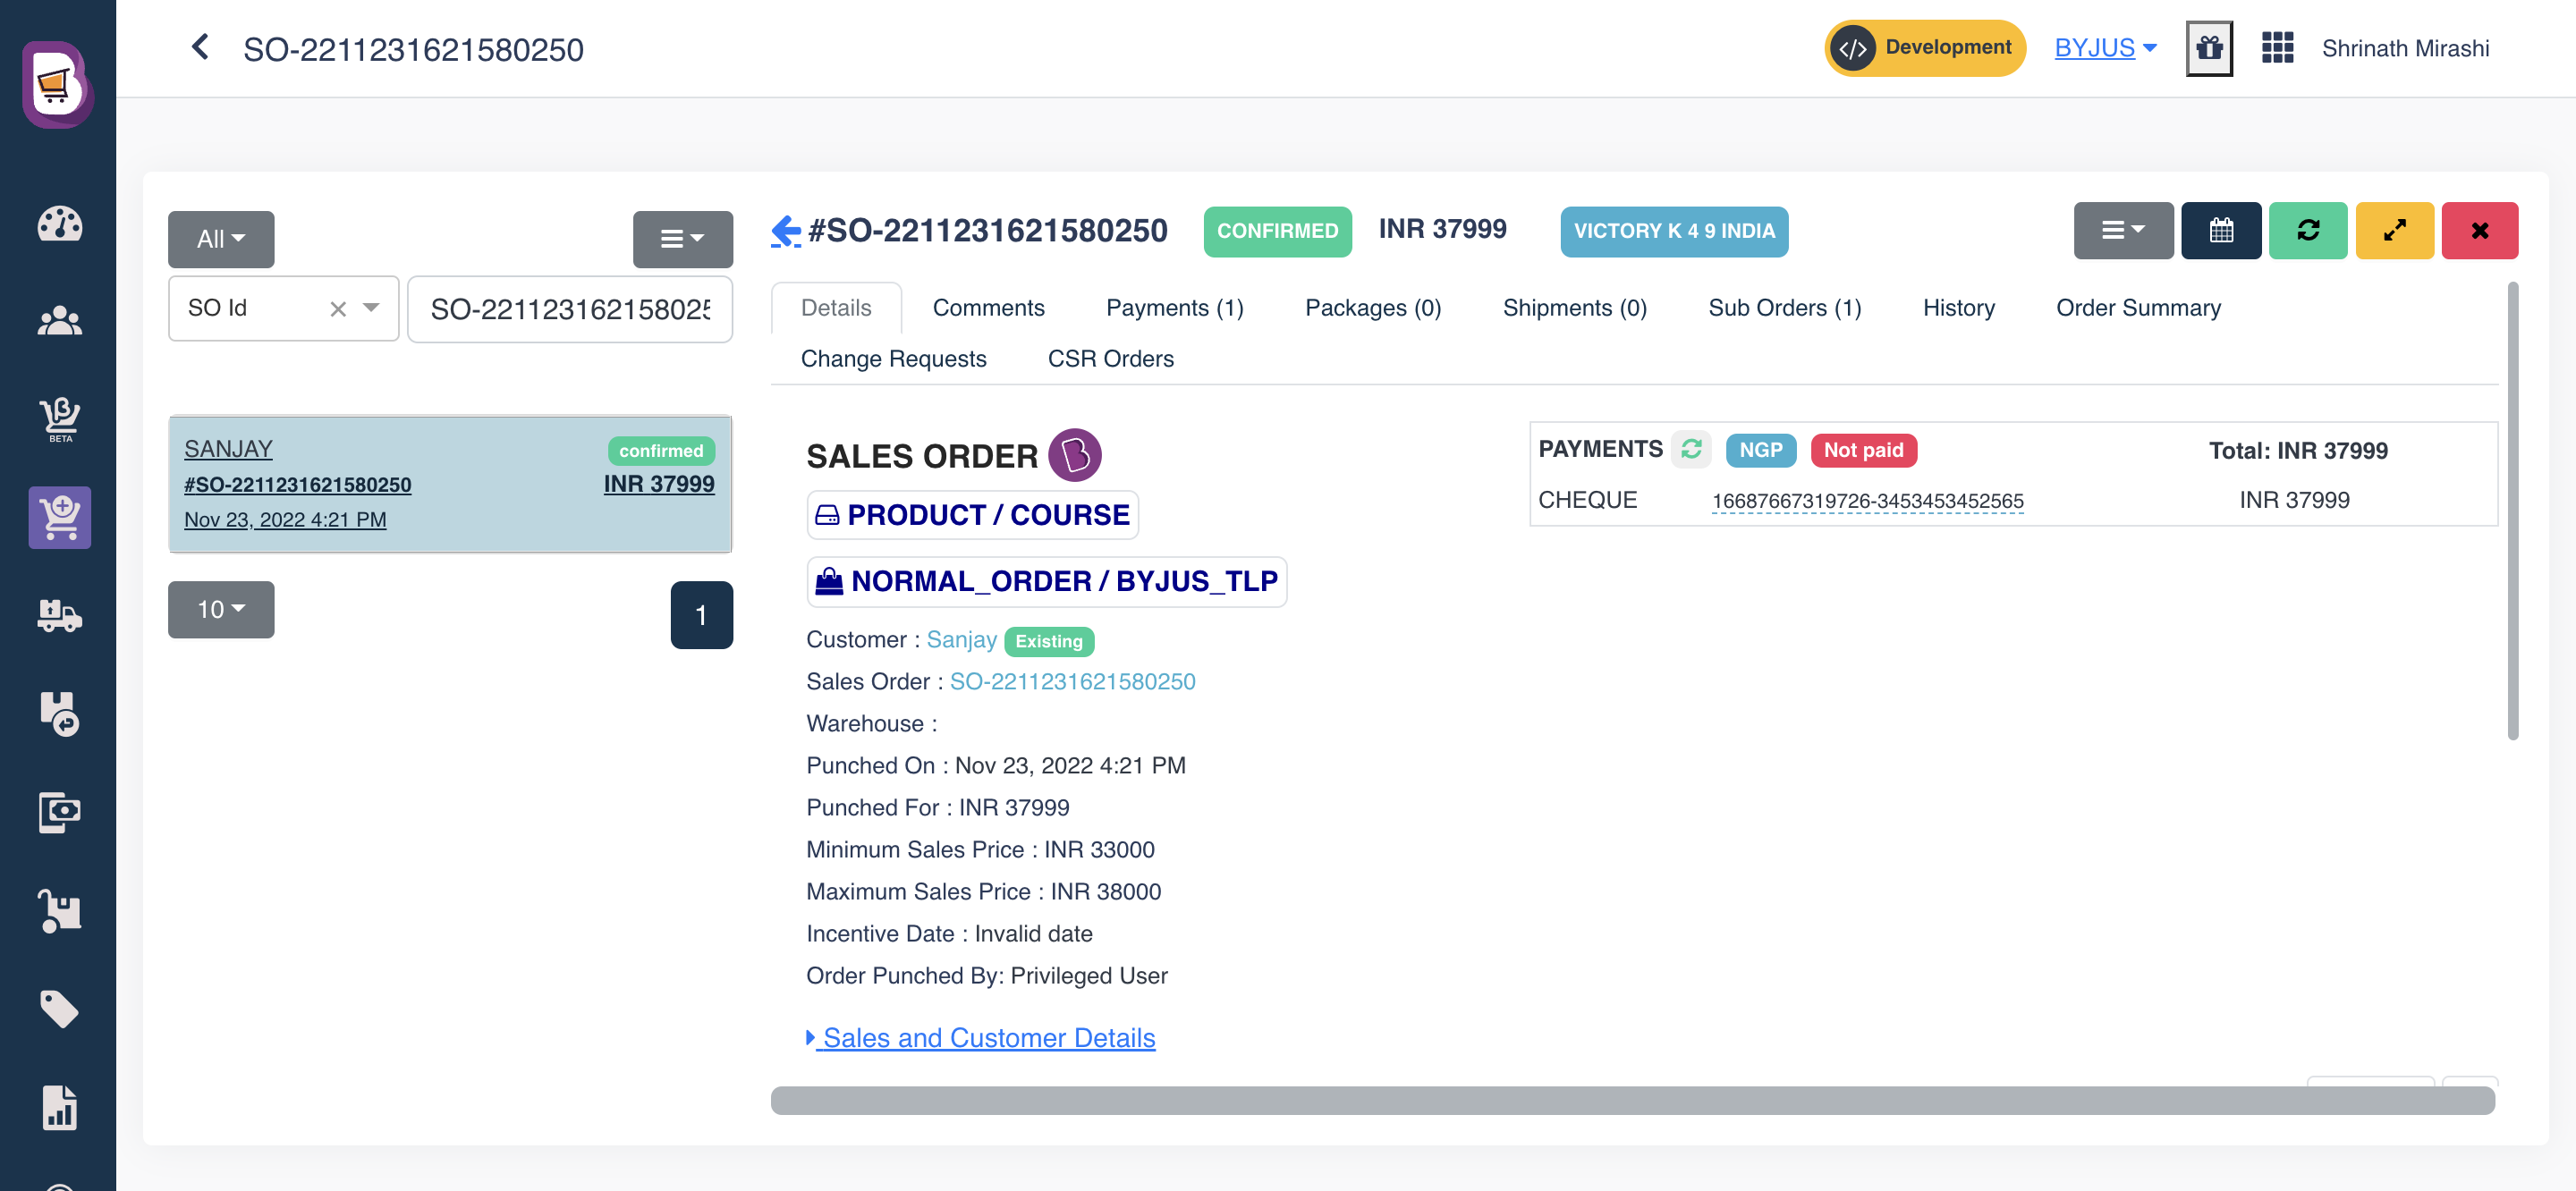 SO-2211231621580250
</> Development
BYJUS
Shrinath Mirashi
BETA
All
SO Id
SO-221123162158025
SANJAY
confirmed
#SO-2211231621580250
INR 37999
Nov 23, 2022 4:21 PM
10
1
#SO-2211231621580250
CONFIRMED
INR 37999
VICTORY K 4 9 INDIA
Details
Comments
Payments (1)
Packages (0)
Shipments (0)
Sub Orders (1)
History
Order Summary
Change Requests
CSR Orders
SALES ORDER
PRODUCT / COURSE
NORMAL_ORDER / BYJUS_TLP
Customer : Sanjay Existing
Sales Order : SO-2211231621580250
Warehouse :
Punched On : Nov 23, 2022 4:21 PM
Punched For : INR 37999
Minimum Sales Price : INR 33000
Maximum Sales Price : INR 38000
Incentive Date : Invalid date
Order Punched By: Privileged User
Sales and Customer Details
PAYMENTS NGP Not paid Total: INR 37999
CHEQUE 16687667319726-3453453452565 INR 37999